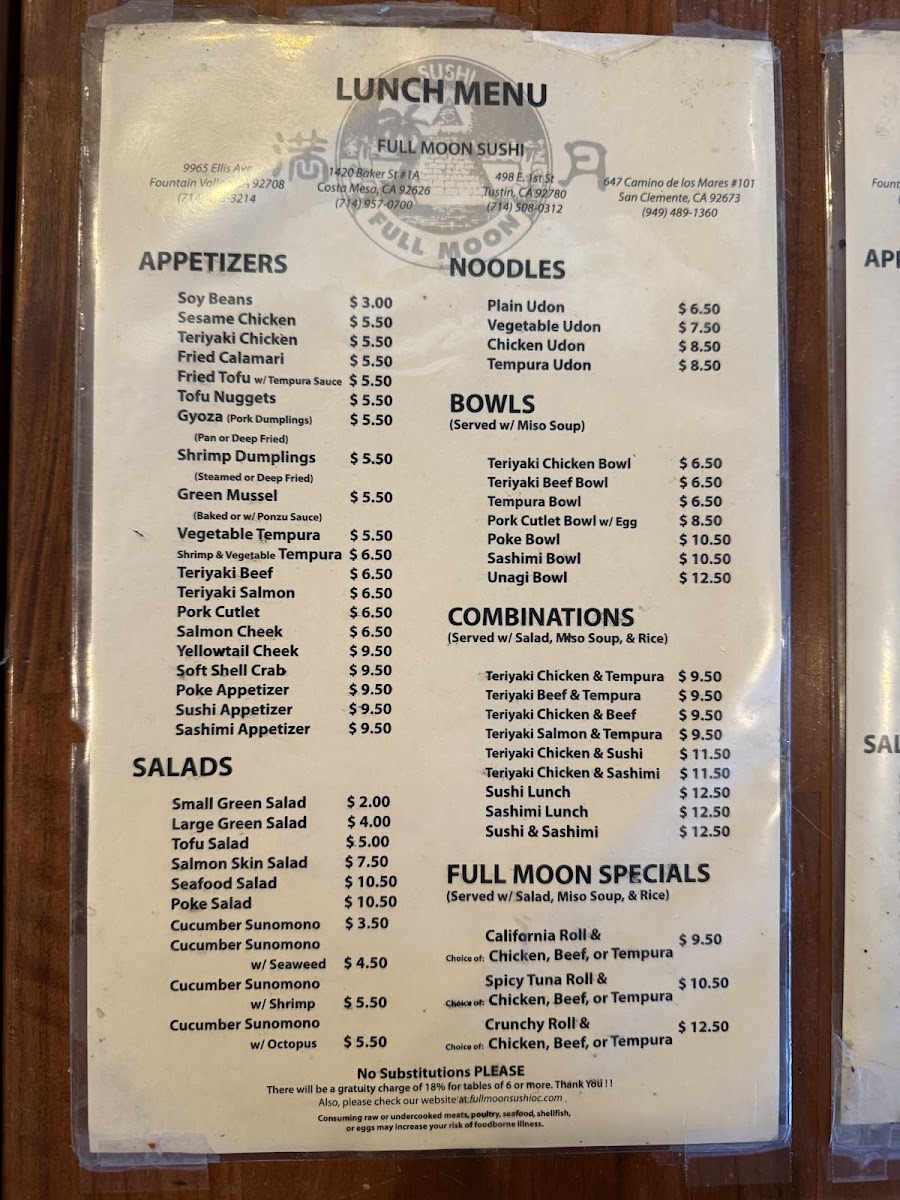 SUSHI
LUNCH MENU
満 月
FULL MOON SUSHI
9965 Ellis Ave
Fountain 92708
(714)
1420 Baker St #1A
Costa Mesa, CA 92626
(714) 957-0700
498 E. 1st St
Tustin, CA 92780
(714) 508-0312
647 Camino de los Mares #101
San Clemente, CA 92673
(949) 489-1360
FULL MOON
APPETIZERS
Soy Beans $ 3.00
Sesame Chicken $ 5.50
Teriyaki Chicken $ 5.50
Fried Calamari $ 5.50
Fried Tofu w/ Tempura Sauce $ 5.50
Tofu Nuggets $ 5.50
Gyoza (Pork Dumplings) $ 5.50
(Pan or Deep Fried)
Shrimp Dumplings $ 5.50
(Steamed or Deep Fried)
Green Mussel $ 5.50
(Baked or w/ Ponzu Sauce)
Vegetable Tempura $ 5.50
Shrimp & Vegetable Tempura $ 6.50
Teriyaki Beef $ 6.50
Teriyaki Salmon $ 6.50
Pork Cutlet $ 6.50
Salmon Cheek $ 6.50
Yellowtail Cheek $ 9.50
Soft Shell Crab $ 9.50
Poke Appetizer $ 9.50
Sushi Appetizer $ 9.50
Sashimi Appetizer $ 9.50
SALADS
Small Green Salad $ 2.00
Large Green Salad $ 4.00
Tofu Salad $ 5.00
Salmon Skin Salad $ 7.50
Seafood Salad $ 10.50
Poke Salad $ 10.50
Cucumber Sunomono $ 3.50
Cucumber Sunomono
w/ Seaweed $ 4.50
Cucumber Sunomono
w/ Shrimp $ 5.50
Cucumber Sunomono
w/ Octopus $ 5.50
NOODLES
Plain Udon $ 6.50
Vegetable Udon $ 7.50
Chicken Udon $ 8.50
Tempura Udon $ 8.50
BOWLS
(Served w/ Miso Soup)
Teriyaki Chicken Bowl $ 6.50
Teriyaki Beef Bowl $ 6.50
Tempura Bowl $ 6.50
Pork Cutlet Bowl w/ Egg $ 8.50
Poke Bowl $ 10.50
Sashimi Bowl $ 10.50
Unagi Bowl $ 12.50
COMBINATIONS
(Served w/ Salad, Miso Soup, & Rice)
Teriyaki Chicken & Tempura $ 9.50
Teriyaki Beef & Tempura $ 9.50
Teriyaki Chicken & Beef $ 9.50
Teriyaki Salmon & Tempura $ 9.50
Teriyaki Chicken & Sushi $ 11.50
Teriyaki Chicken & Sashimi $ 11.50
Sushi Lunch $ 12.50
Sashimi Lunch $ 12.50
Sushi & Sashimi $ 12.50
FULL MOON SPECIALS
(Served w/ Salad, Miso Soup, & Rice)
California Roll & $ 9.50
Choice of: Chicken, Beef, or Tempura
Spicy Tuna Roll & $ 10.50
Choice of: Chicken, Beef, or Tempura
Crunchy Roll & $ 12.50
Choice of: Chicken, Beef, or Tempura
No Substitutions PLEASE
There will be a gratuity charge of 18% for tables of 6 or more. Thank You ! !
Also, please check our website at fullmoonsushioc.com
Consuming raw or undercooked meats, poultry, seafood, shellfish,
or eggs may increase your risk of foodborne illness.